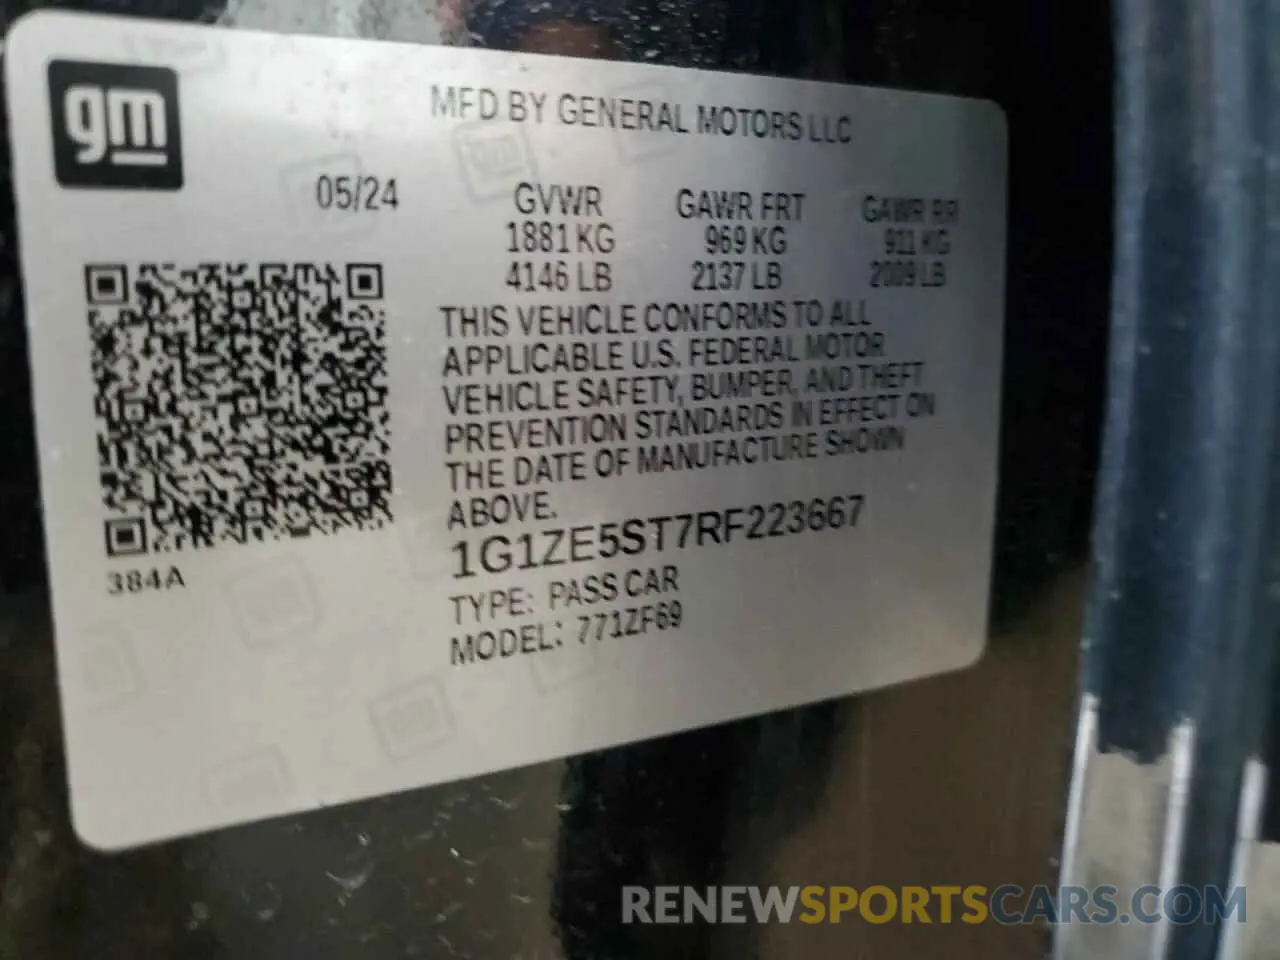 gm
MFD BY GENERAL MOTORS LLC
05/24 GVWR GAWR FRT GAWR RR
1881 KG 969 KG 911 KG
4146 LB 2137 LB 2009 LB
THIS VEHICLE CONFORMS TO ALL
APPLICABLE U.S. FEDERAL MOTOR
VEHICLE SAFETY, BUMPER, AND THEFT
PREVENTION STANDARDS IN EFFECT ON
THE DATE OF MANUFACTURE SHOWN
ABOVE.
1G1ZE5ST7RF223667
384A
TYPE: PASS CAR
MODEL: 771ZF69
RENEWSPORTSCARS.COM